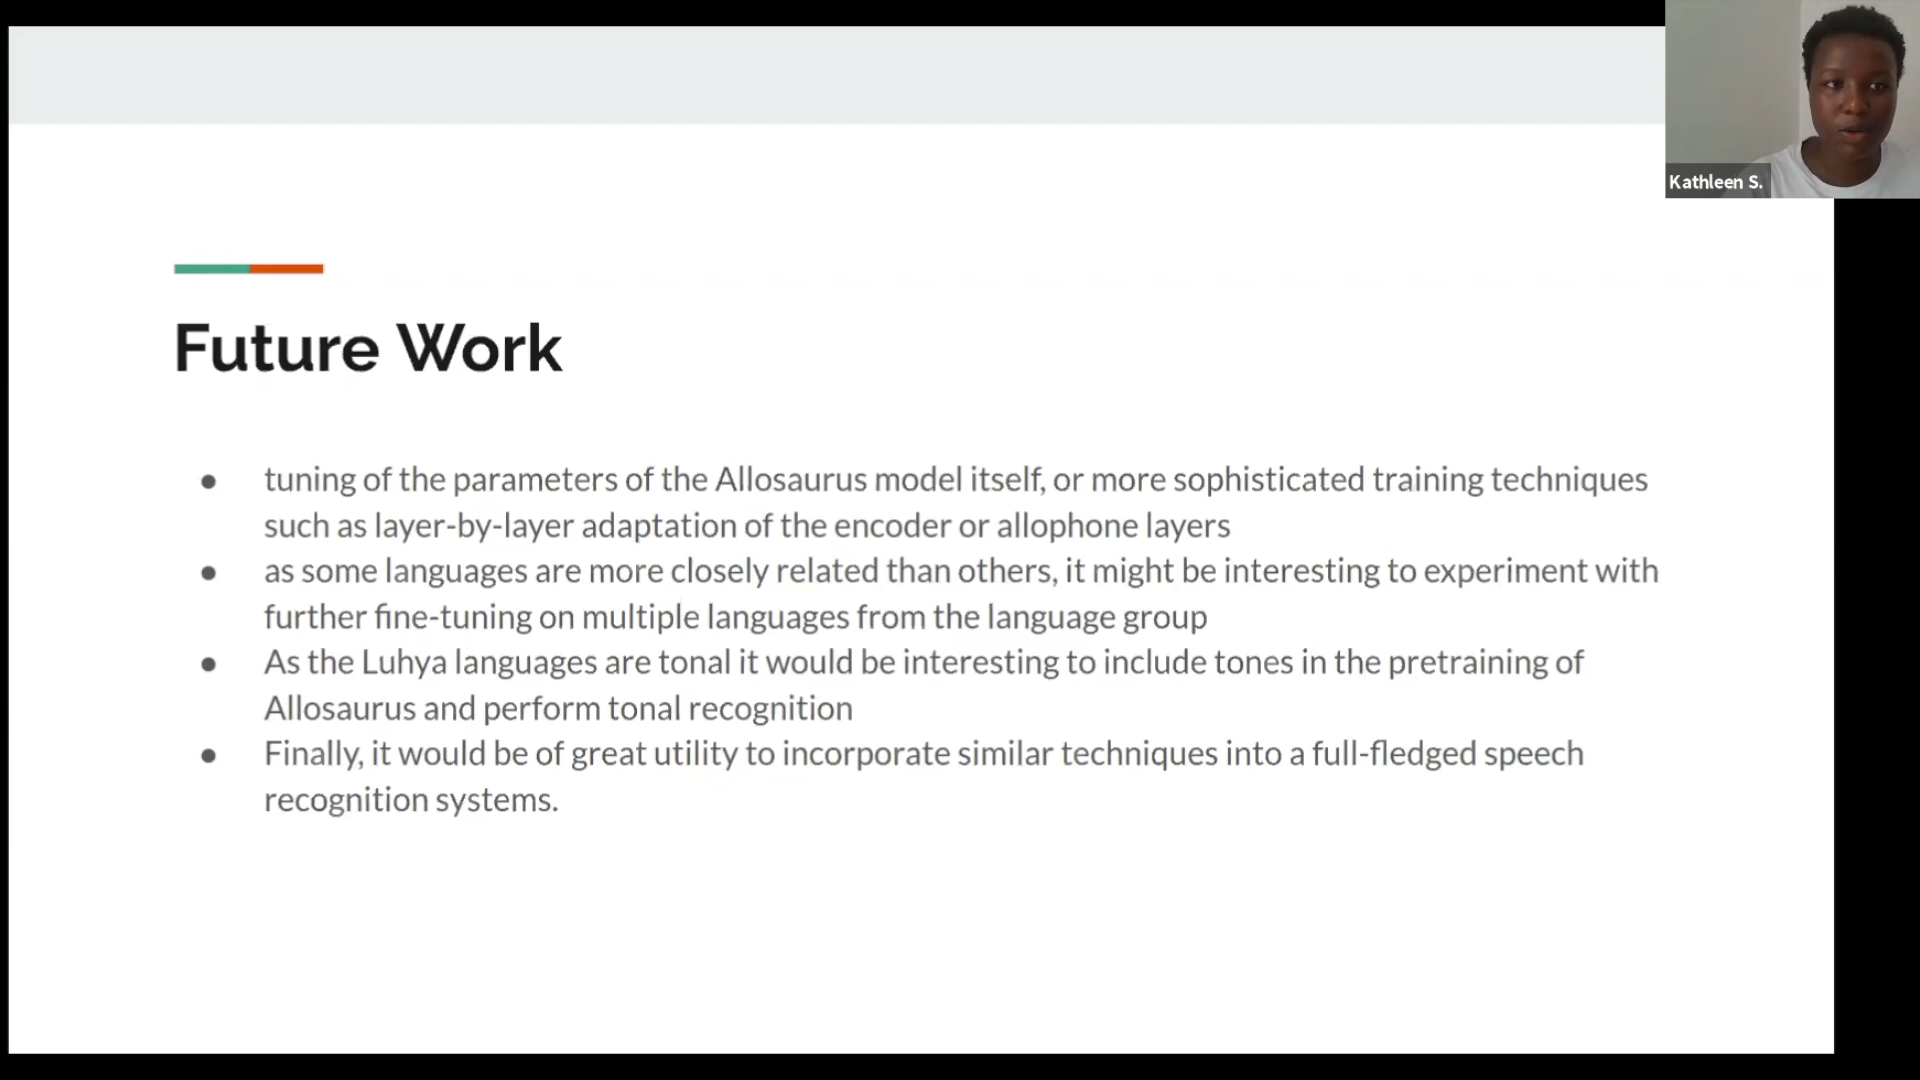 Kathleen S.
Future Work
● tuning of the parameters of the Allosaurus model itself, or more sophisticated training techniques
such as layer-by-layer adaptation of the encoder or allophone layers
● as some languages are more closely related than others, it might be interesting to experiment with
further fine-tuning on multiple languages from the language group
● As the Luhya languages are tonal it would be interesting to include tones in the pretraining of
Allosaurus and perform tonal recognition
● Finally, it would be of great utility to incorporate similar techniques into a full-fledged speech
recognition systems.